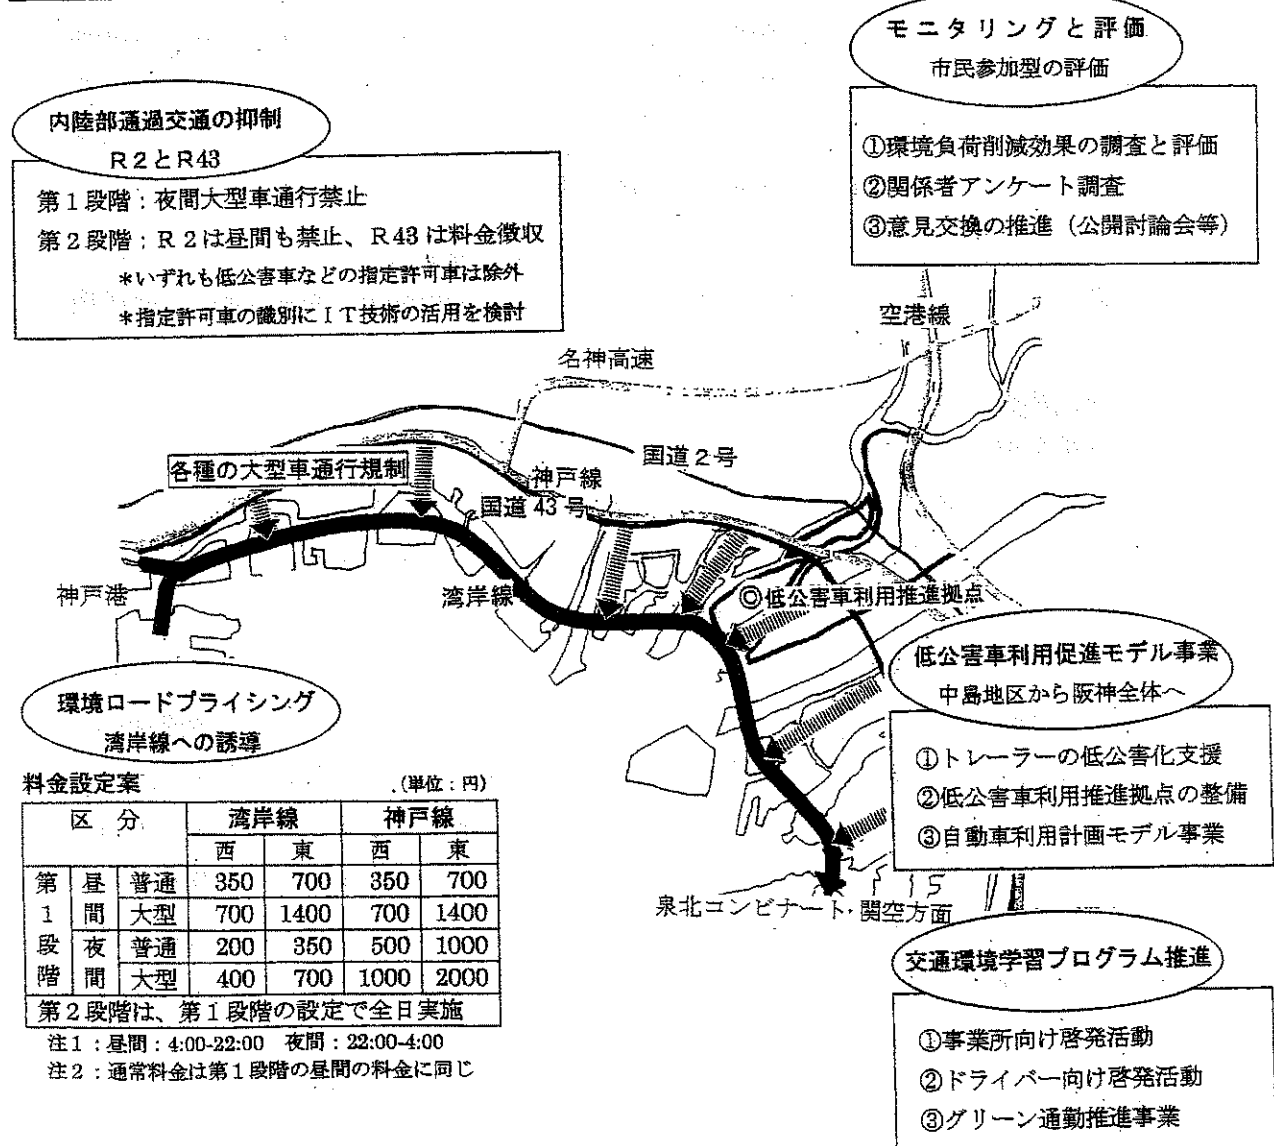 モニタリングと評価
市民参加型の評価
①環境負荷削減効果の調査と評価
②関係者アンケート調査
③意見交換の推進（公開討論会等）
内陸部通過交通の抑制
R2とR43
第1段階：夜間大型車通行禁止
第2段階：R2は昼間も禁止、R43は料金徴収
＊いずれも低公害車などの指定許可車は除外
＊指定許可車の識別にIT技術の活用を検討
空港線
名神高速
国道2号
各種の大型車通行規制
神戸線
国道43号
神戸港
湾岸線
◎低公害車利用推進拠点
低公害車利用促進モデル事業
中島地区から阪神全体へ
①トレーラーの低公害化支援
②低公害車利用推進拠点の整備
③自動車利用計画モデル事業
環境ロードプライシング
湾岸線への誘導
料金設定案 （単位：円）
区分 湾岸線 神戸線
西 東 西 東
第1段階 昼間 普通 350 700 350 700
大型 700 1400 700 1400
夜間 普通 200 350 500 1000
大型 400 700 1000 2000
第2段階は、第1段階の設定で全日実施
注1：昼間：4:00-22:00 夜間：22:00-4:00
注2：通常料金は第1段階の昼間の料金に同じ
泉北コンビナート・関空方面
交通環境学習プログラム推進
①事業所向け啓発活動
②ドライバー向け啓発活動
③グリーン通勤推進事業